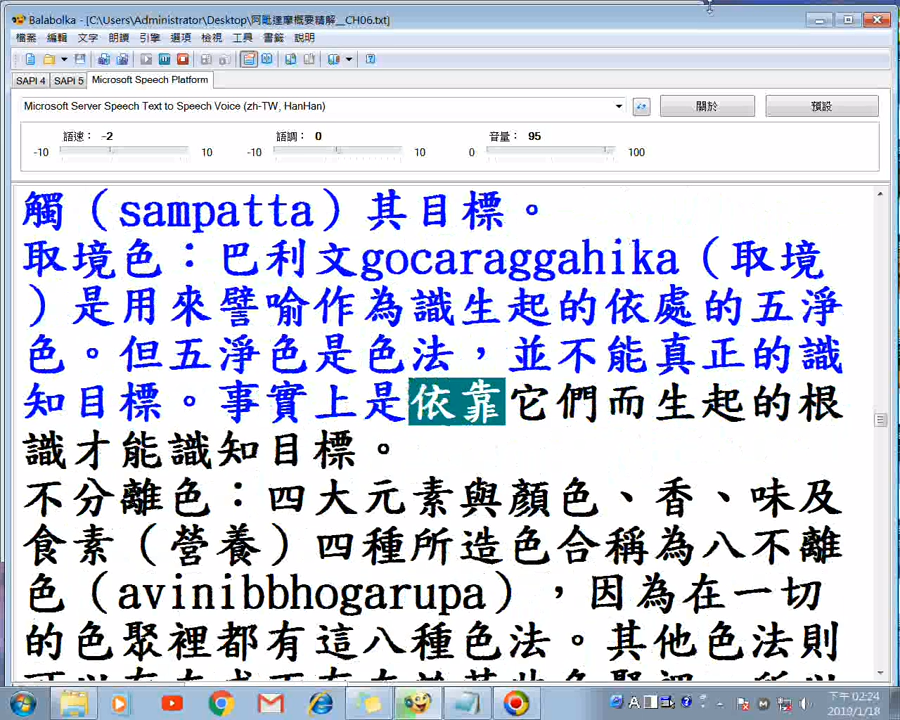 Balabolka - [C:\Users\Administrator\Desktop\阿毗達摩概要精解__CH06.txt]
檔案 編輯 文字 朗讀 引擎 選項 檢視 工具 書籤 說明
SAPI 4 SAPI 5 Microsoft Speech Platform
Microsoft Server Speech Text to Speech Voice (zh-TW, HanHan) 關於 預設
語速： -2 語調： 0 音量： 95
-10 10 -10 10 0 100
觸（sampatta）其目標。
取境色：巴利文gocaraggahika（取境
）是用來譬喻作為識生起的依處的五淨
色。但五淨色是色法，並不能真正的識
知目標。事實上是依靠它們而生起的根
識才能識知目標。
不分離色：四大元素與顏色、香、味及
食素（營養）四種所造色合稱為八不離
色（avinibbhogarupa），因為在一切
的色聚裡都有這八種色法。其他色法則
下午 02:24
2019/1/18